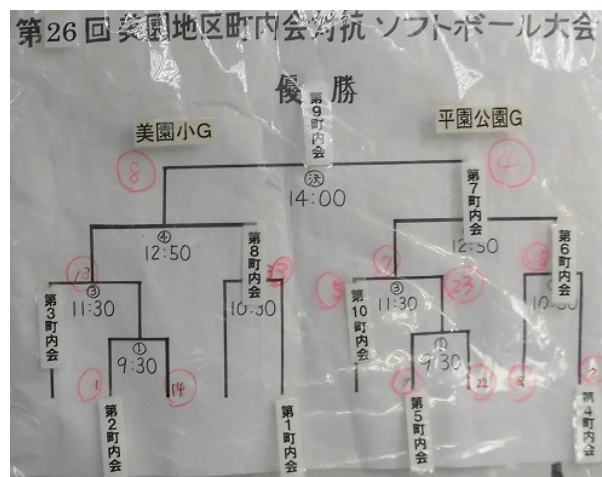 第26回美園地区町内会対抗 ソフトボール大会
優勝
第9町内会
美園小G
平園公園G
8
4
決
14:00
第7町内会
④
12:50
12:50
第8町内会
第6町内会
13
7
23
③
11:30
10:30
③
11:30
第3町内会
第10町内会
①
9:30
①
9:30
1
14
22
第2町内会
第1町内会
第5町内会
第4町内会